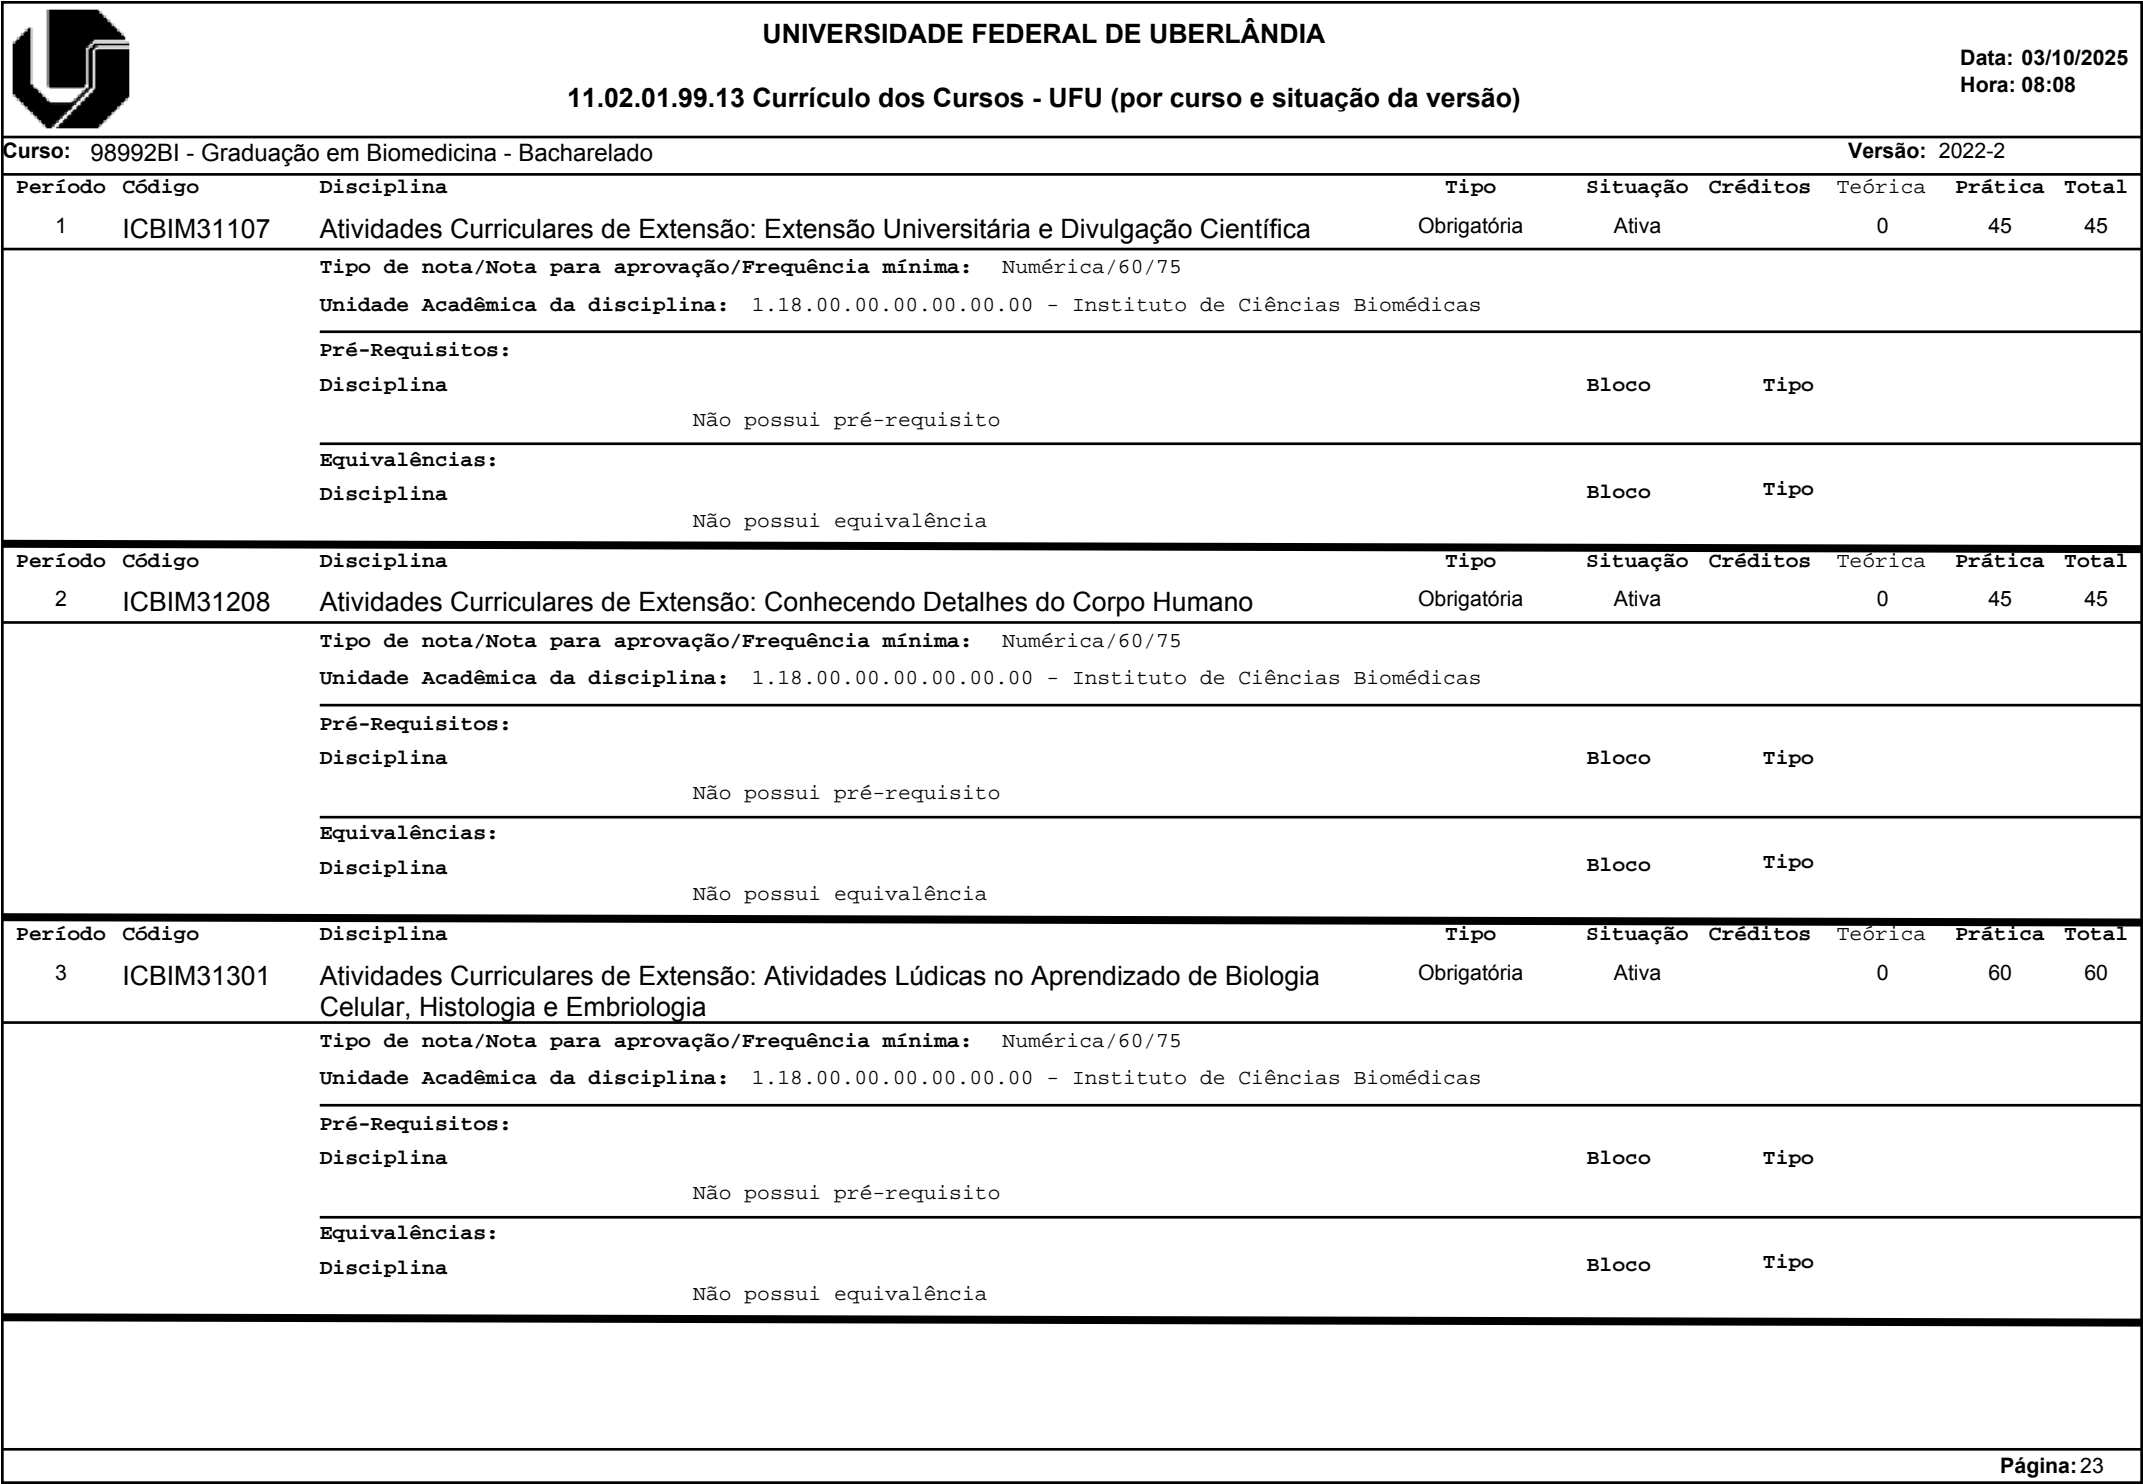 UNIVERSIDADE FEDERAL DE UBERLÂNDIA
Data: 03/10/2025
Hora: 08:08
11.02.01.99.13 Currículo dos Cursos - UFU (por curso e situação da versão)
Curso: 98992BI - Graduação em Biomedicina - Bacharelado Versão: 2022-2
Período Código Disciplina Tipo Situação Créditos Teórica Prática Total
1 ICBIM31107 Atividades Curriculares de Extensão: Extensão Universitária e Divulgação Científica Obrigatória Ativa 0 45 45
Tipo de nota/Nota para aprovação/Frequência mínima: Numérica/60/75
Unidade Acadêmica da disciplina: 1.18.00.00.00.00.00.00 - Instituto de Ciências Biomédicas
Pré-Requisitos:
Disciplina Bloco Tipo
Não possui pré-requisito
Equivalências:
Disciplina Bloco Tipo
Não possui equivalência
Período Código Disciplina Tipo Situação Créditos Teórica Prática Total
2 ICBIM31208 Atividades Curriculares de Extensão: Conhecendo Detalhes do Corpo Humano Obrigatória Ativa 0 45 45
Tipo de nota/Nota para aprovação/Frequência mínima: Numérica/60/75
Unidade Acadêmica da disciplina: 1.18.00.00.00.00.00.00 - Instituto de Ciências Biomédicas
Pré-Requisitos:
Disciplina Bloco Tipo
Não possui pré-requisito
Equivalências:
Disciplina Bloco Tipo
Não possui equivalência
Período Código Disciplina Tipo Situação Créditos Teórica Prática Total
3 ICBIM31301 Atividades Curriculares de Extensão: Atividades Lúdicas no Aprendizado de Biologia Obrigatória Ativa 0 60 60
Celular, Histologia e Embriologia
Tipo de nota/Nota para aprovação/Frequência mínima: Numérica/60/75
Unidade Acadêmica da disciplina: 1.18.00.00.00.00.00.00 - Instituto de Ciências Biomédicas
Pré-Requisitos:
Disciplina Bloco Tipo
Não possui pré-requisito
Equivalências:
Disciplina Bloco Tipo
Não possui equivalência
Página: 23